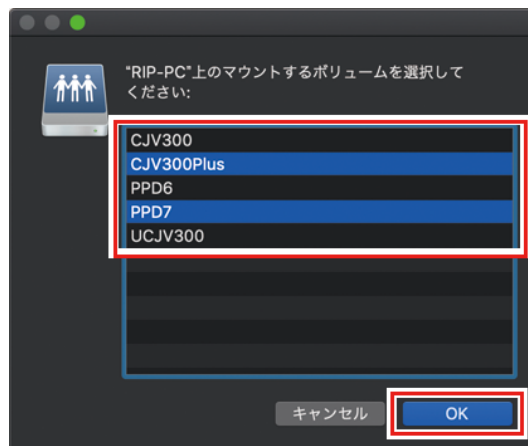 "RIP-PC"上のマウントするボリュームを選択して
ください:
CJV300
CJV300Plus
PPD6
PPD7
UCJV300
キャンセル
OK